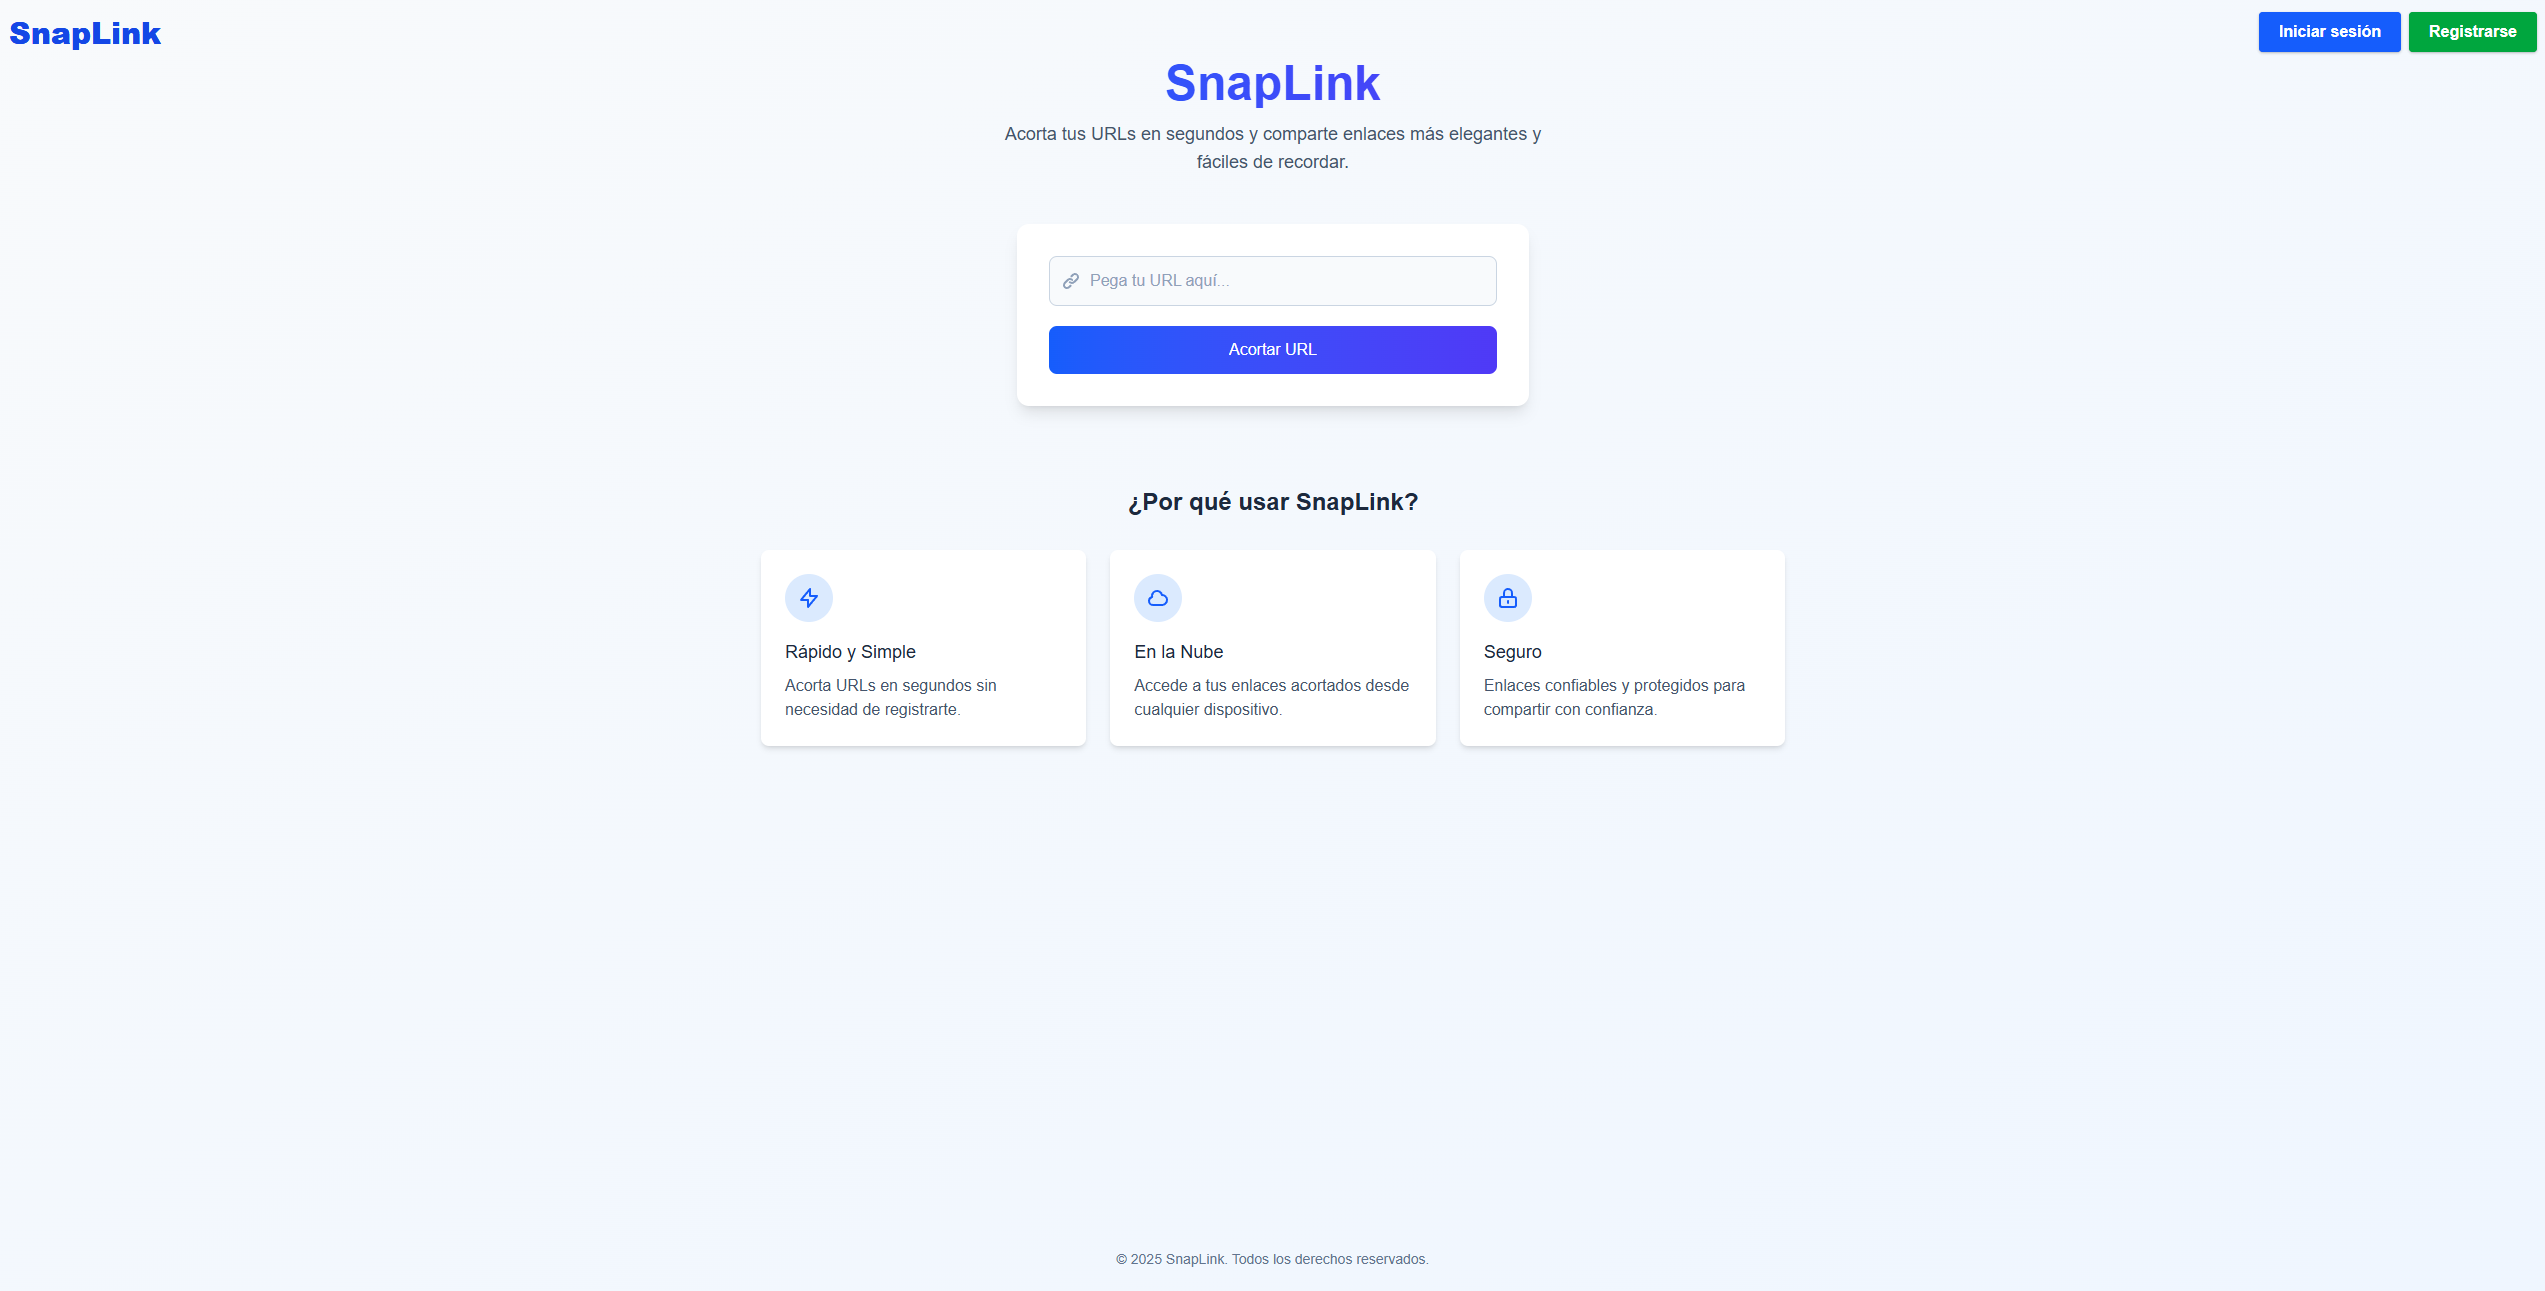 SnapLink
Iniciar sesión
Registrarse
SnapLink
Acorta tus URLs en segundos y comparte enlaces más elegantes y
fáciles de recordar.
Pega tu URL aquí...
Acortar URL
¿Por qué usar SnapLink?
Rápido y Simple
Acorta URLs en segundos sin
necesidad de registrarte.
En la Nube
Accede a tus enlaces acortados desde
cualquier dispositivo.
Seguro
Enlaces confiables y protegidos para
compartir con confianza.
© 2025 SnapLink. Todos los derechos reservados.